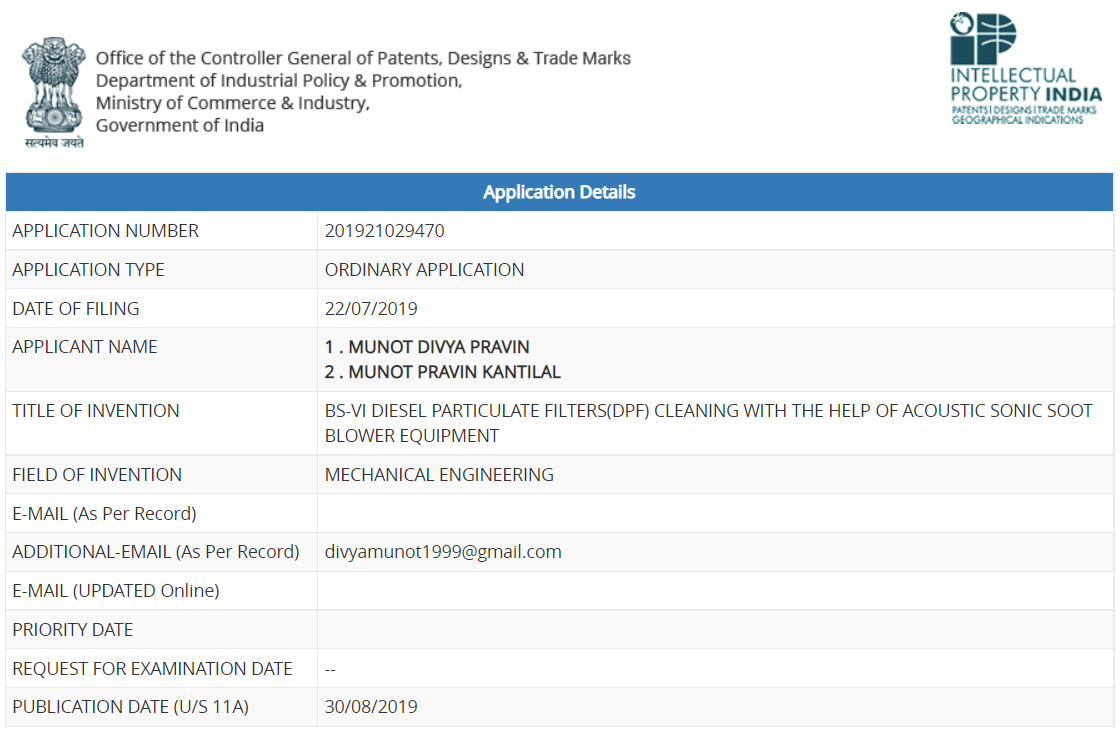 Office of the Controller General of Patents, Designs & Trade Marks
Department of Industrial Policy & Promotion,
Ministry of Commerce & Industry,
Government of India
सत्यमेव जयते
INTELLECTUAL
PROPERTY INDIA
PATENTS | DESIGNS | TRADE MARKS
GEOGRAPHICAL INDICATIONS
Application Details
APPLICATION NUMBER 201921029470
APPLICATION TYPE ORDINARY APPLICATION
DATE OF FILING 22/07/2019
APPLICANT NAME 1 . MUNOT DIVYA PRAVIN
2 . MUNOT PRAVIN KANTILAL
TITLE OF INVENTION BS-VI DIESEL PARTICULATE FILTERS(DPF) CLEANING WITH THE HELP OF ACOUSTIC SONIC SOOT
BLOWER EQUIPMENT
FIELD OF INVENTION MECHANICAL ENGINEERING
E-MAIL (As Per Record)
ADDITIONAL-EMAIL (As Per Record) divyamunot1999@gmail.com
E-MAIL (UPDATED Online)
PRIORITY DATE
REQUEST FOR EXAMINATION DATE --
PUBLICATION DATE (U/S 11A) 30/08/2019